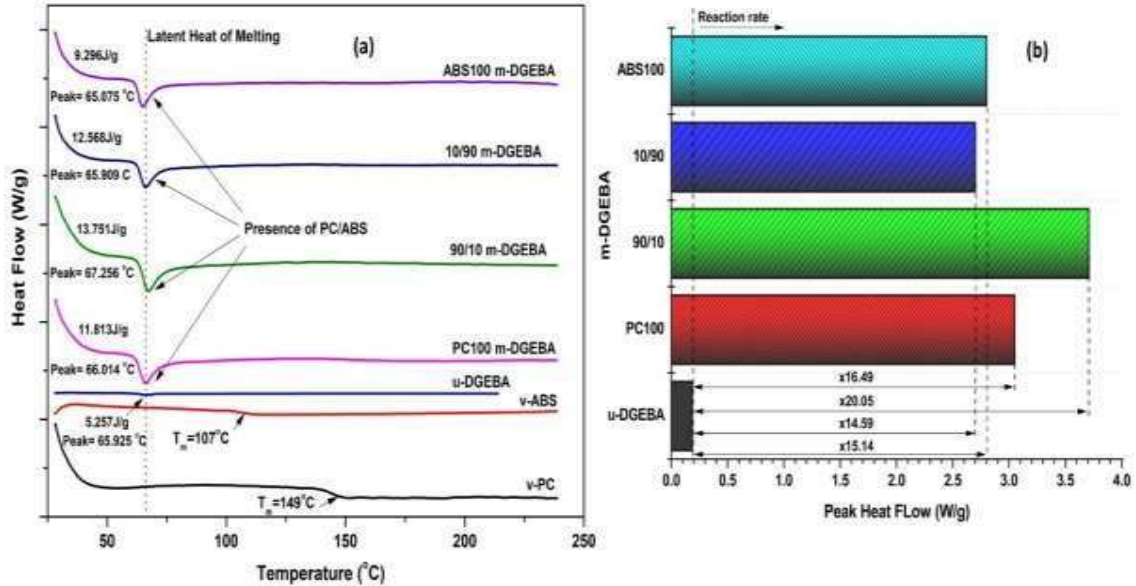 Latent Heat of Melting
(a)
9.296J/g
Peak= 65.075 °C
ABS100 m-DGEBA
12.568J/g
Peak= 65.809 C
10/90 m-DGEBA
Presence of PC/ABS
13.751J/g
Peak= 67.256 °C
90/10 m-DGEBA
11.813J/g
Peak= 66.014 °C
PC100 m-DGEBA
u-DGEBA
v-ABS
5.257J/g
Peak= 65.925 °C
Tm=107°C
v-PC
Tm=149°C
Heat Flow (W/g)
50 100 150 200 250
Temperature (°C)
Reaction rate
(b)
ABS100
10/90
90/10
PC100
u-DGEBA
m-DGEBA
x16.49
x20.05
x14.59
x15.14
0.0 0.5 1.0 1.5 2.0 2.5 3.0 3.5 4.0
Peak Heat FLow (W/g)